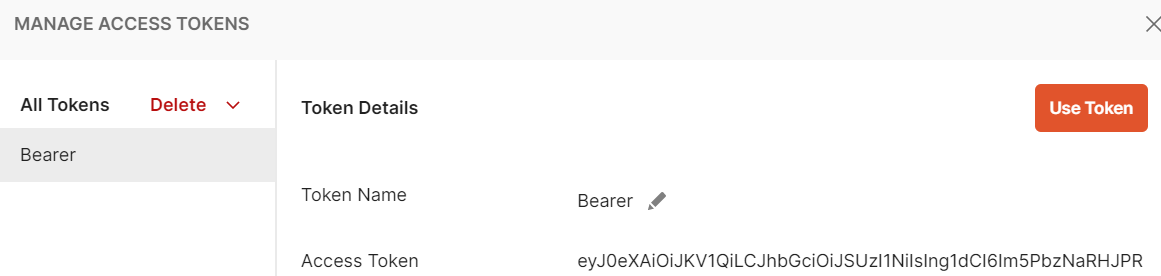 MANAGE ACCESS TOKENS
All Tokens Delete
Token Details
Use Token
Bearer
Token Name Bearer
Access Token eyJ0eXAiOiJKV1QiLCJhbGciOiJSUzI1NiIsIng1dCI6Im5PbzNaRHJPR